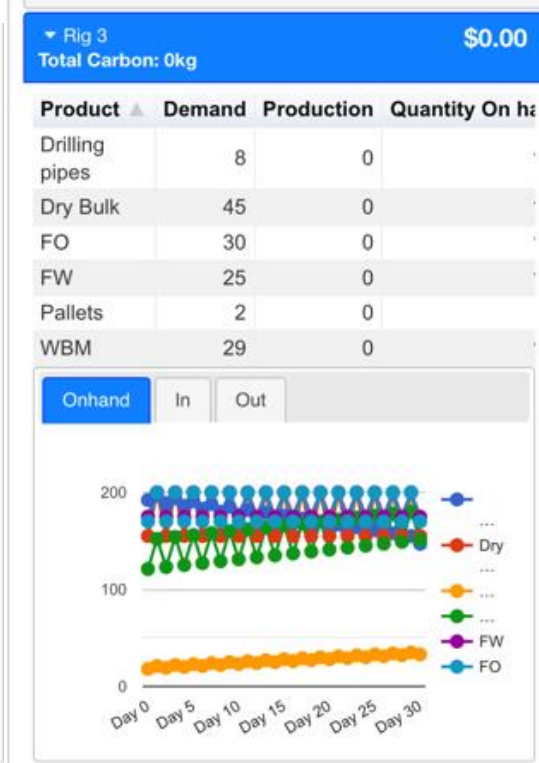 Rig 3 $0.00
Total Carbon: 0kg
Product Demand Production Quantity On ha
Drilling
pipes 8 0
Dry Bulk 45 0
FO 30 0
FW 25 0
Pallets 2 0
WBM 29 0
Onhand In Out
200
...
Dry
...
100 ...
...
FW
FO
0
Day 0 Day 5 Day 10 Day 15 Day 20 Day 25 Day 30